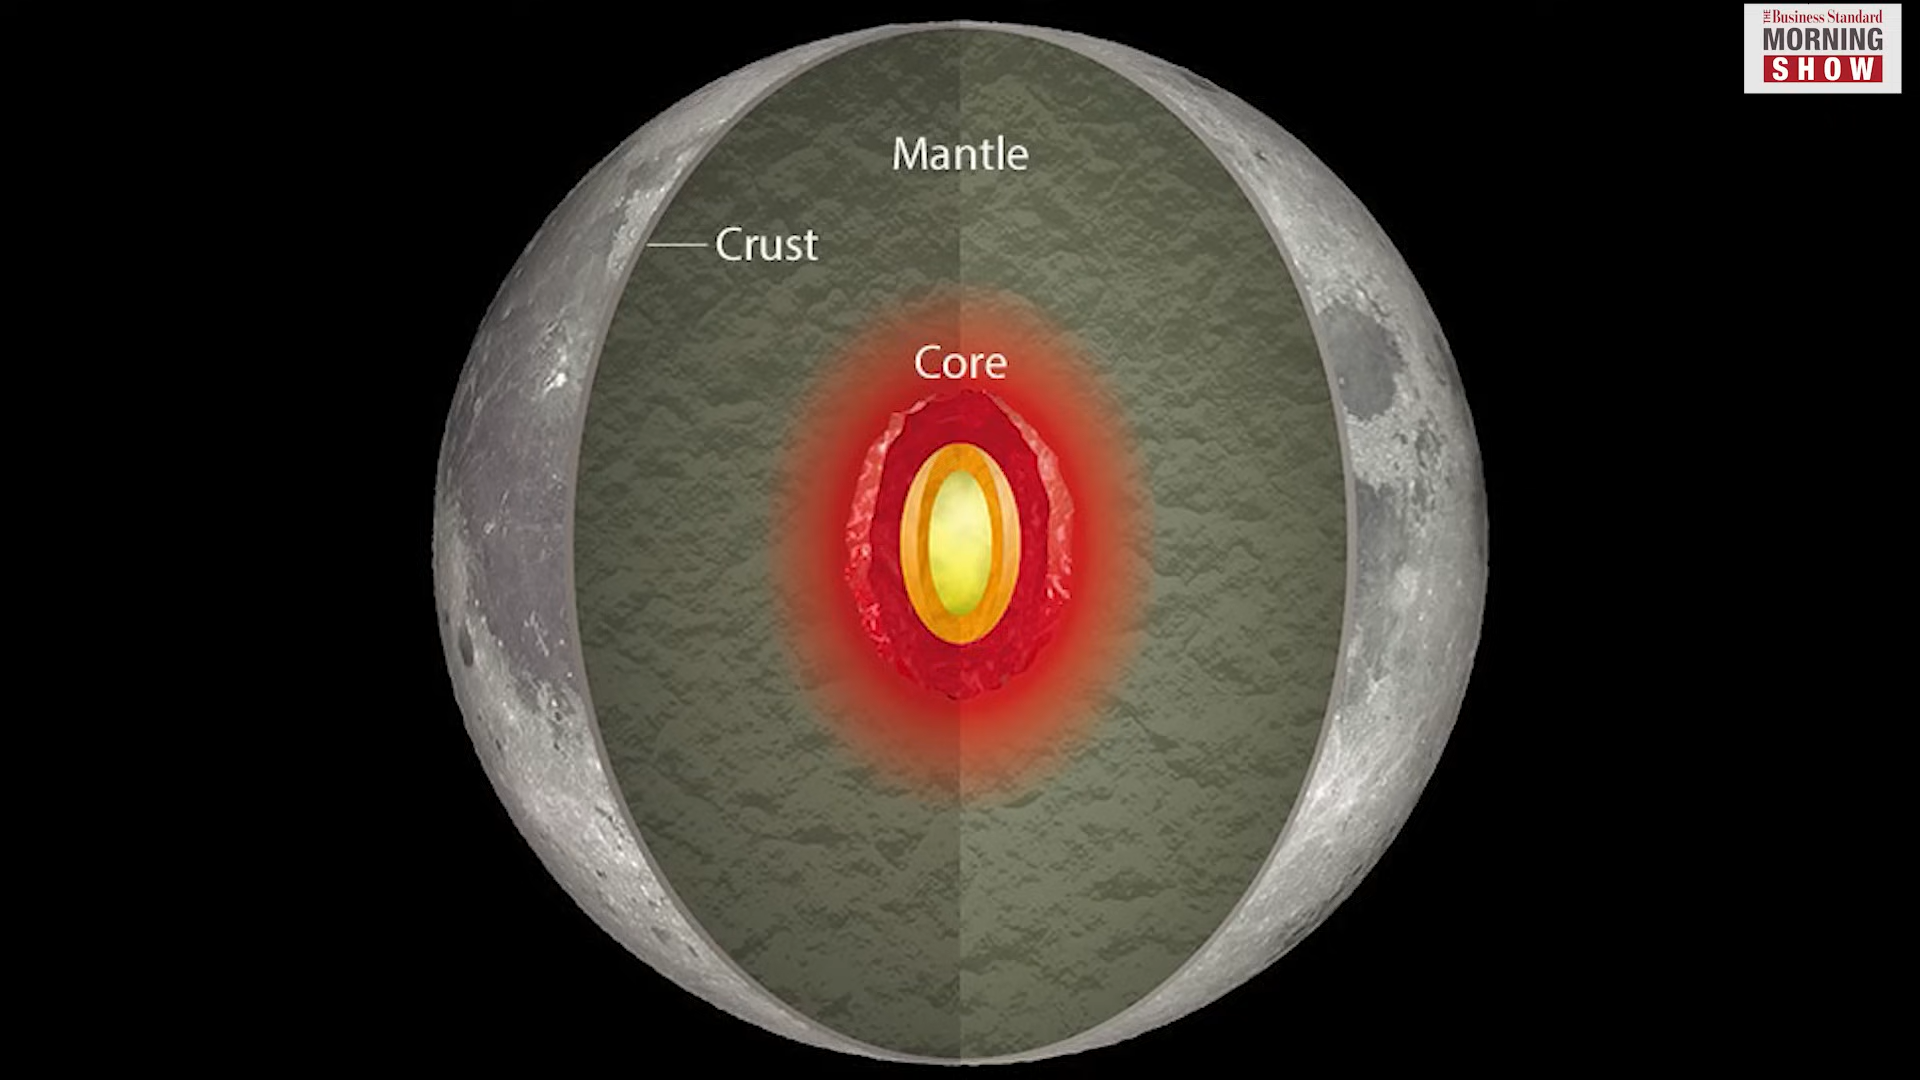 THE Business Standard
MORNING
SHOW
Mantle
Crust
Core